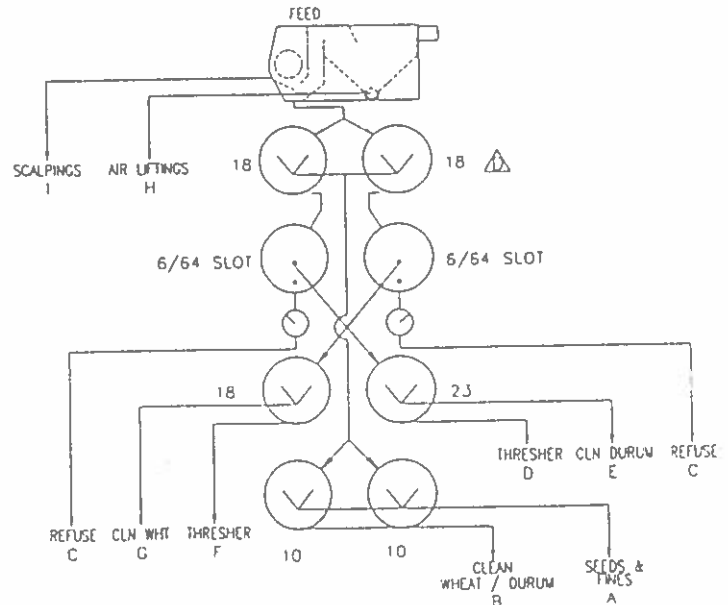 FEED
SCALPINGS
I
AIR LIFTINGS
H
18
18
6/64 SLOT
6/64 SLOT
18
23
THRESHER
D
CLN DURUM
E
REFUSE
C
REFUSE
C
CLN WHT
G
THRESHER
F
10
10
CLEAN
WHEAT / DURUM
B
SEEDS &
FINES
A